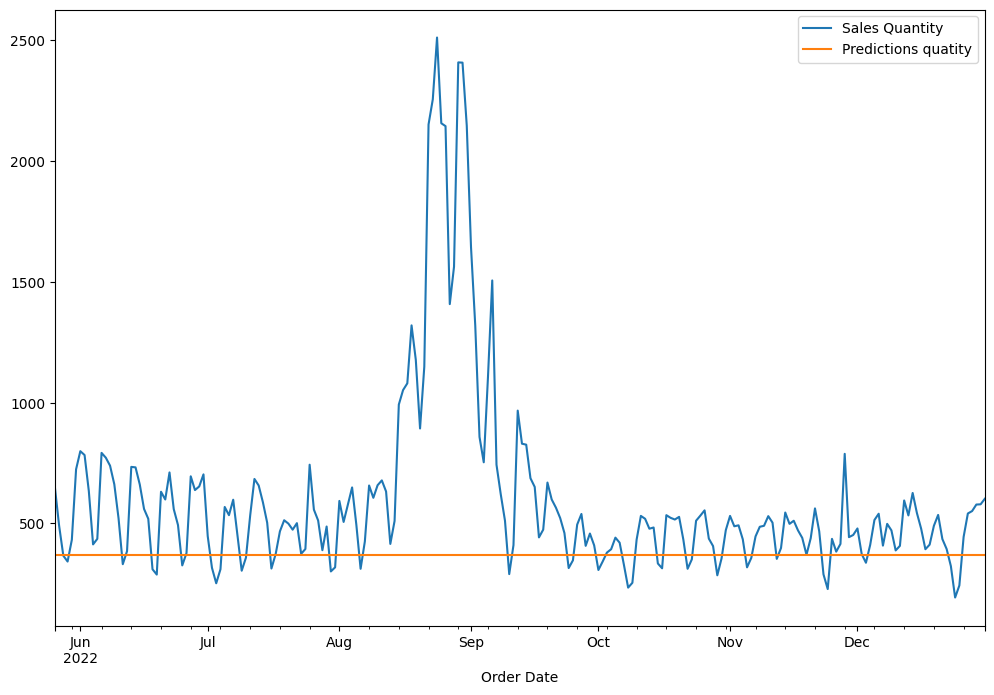 Sales Quantity
Predictions quatity
2500
2000
1500
1000
500
Jun Jul Aug Sep Oct Nov Dec
2022
Order Date